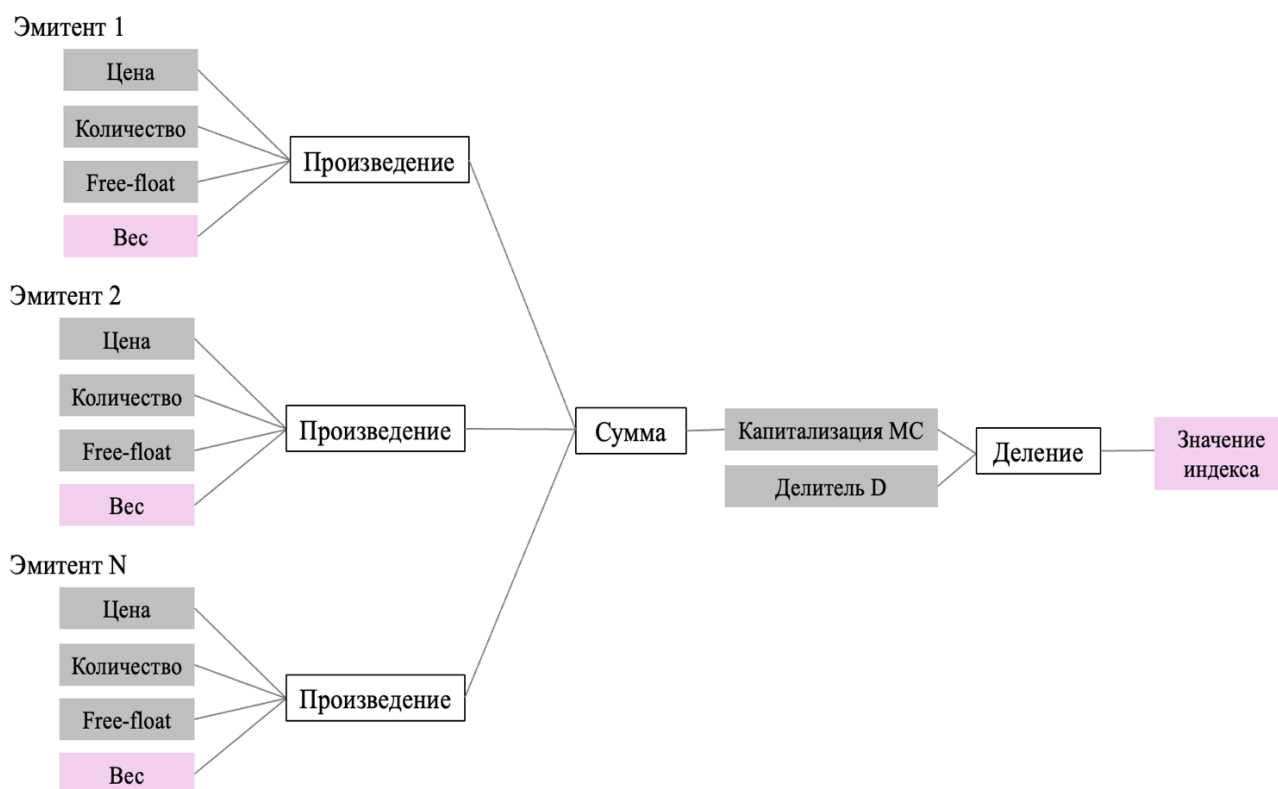 Эмитент 1
Цена
Количество
Free-float
Вес
Произведение
Эмитент 2
Цена
Количество
Free-float
Вес
Произведение
Эмитент N
Цена
Количество
Free-float
Вес
Произведение
Сумма
Капитализация MC
Делитель D
Деление
Значение
индекса